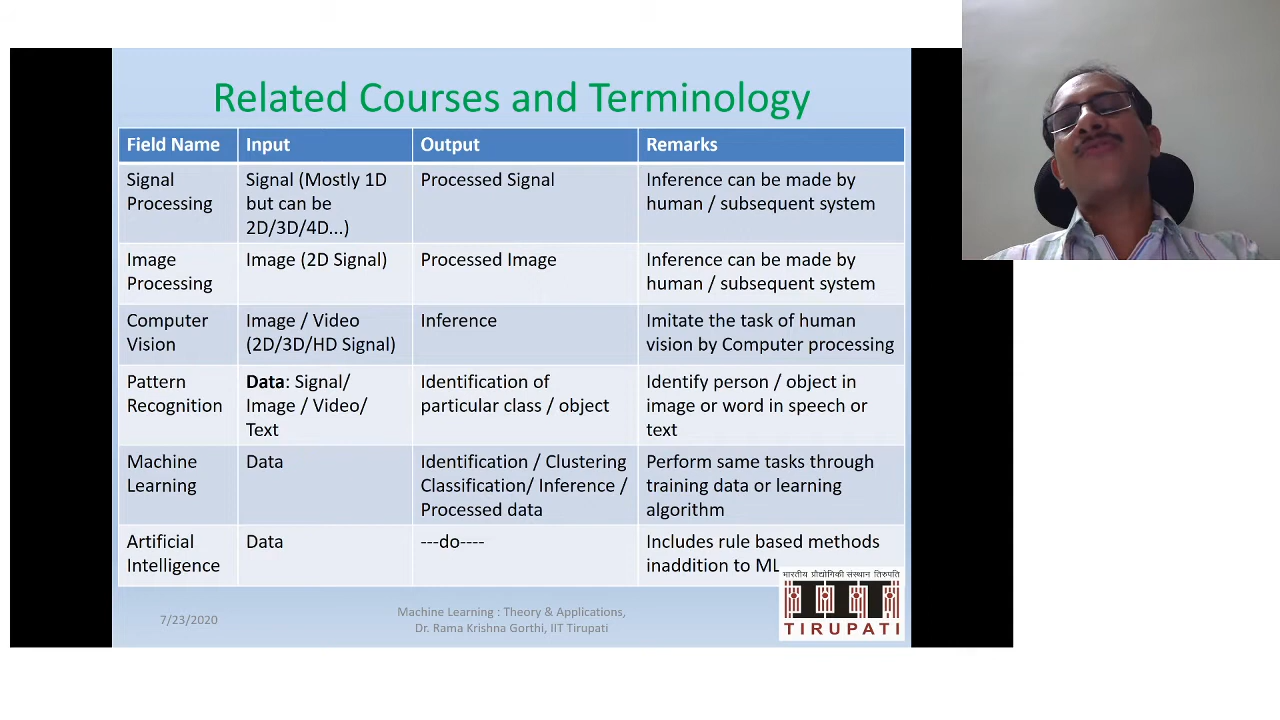 Related Courses and Terminology
Field Name
Input
Output
Remarks
Signal
Processing
Signal (Mostly 1D
but can be
2D/3D/4D...)
Processed Signal
Inference can be made by
human / subsequent system
Image
Processing
Image (2D Signal)
Processed Image
Inference can be made by
human / subsequent system
Computer
Vision
Image / Video
(2D/3D/HD Signal)
Inference
Imitate the task of human
vision by Computer processing
Pattern
Recognition
Data: Signal/
Image / Video/
Text
Identification of
particular class / object
Identify person / object in
image or word in speech or
text
Machine
Learning
Data
Identification / Clustering
Classification/ Inference /
Processed data
Perform same tasks through
training data or learning
algorithm
Artificial
Intelligence
Data
---do----
Includes rule based methods
inaddition to ML
7/23/2020
Machine Learning : Theory & Applications,
Dr. Rama Krishna Gorthi, IIT Tirupati
भारतीय प्रौद्योगिकी संस्थान तिरुपति
IIT
TIRUPATI